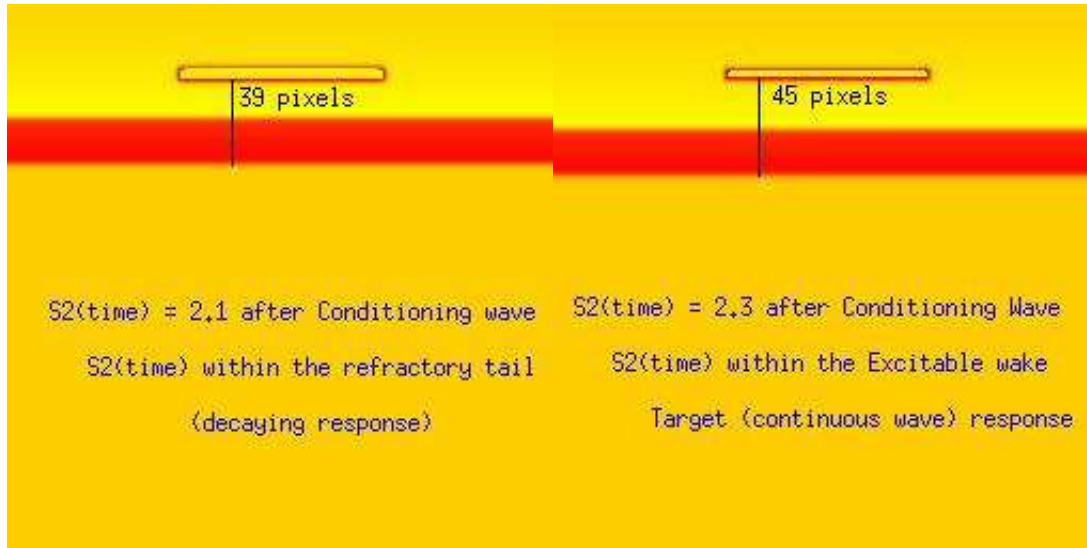 39 pixels
S2(time) = 2.1 after Conditioning wave
S2(time) within the refractory tail
(decaying response)
45 pixels
S2(time) = 2.3 after Conditioning Wave
S2(time) within the Excitable wake
Target (continuous wave) response